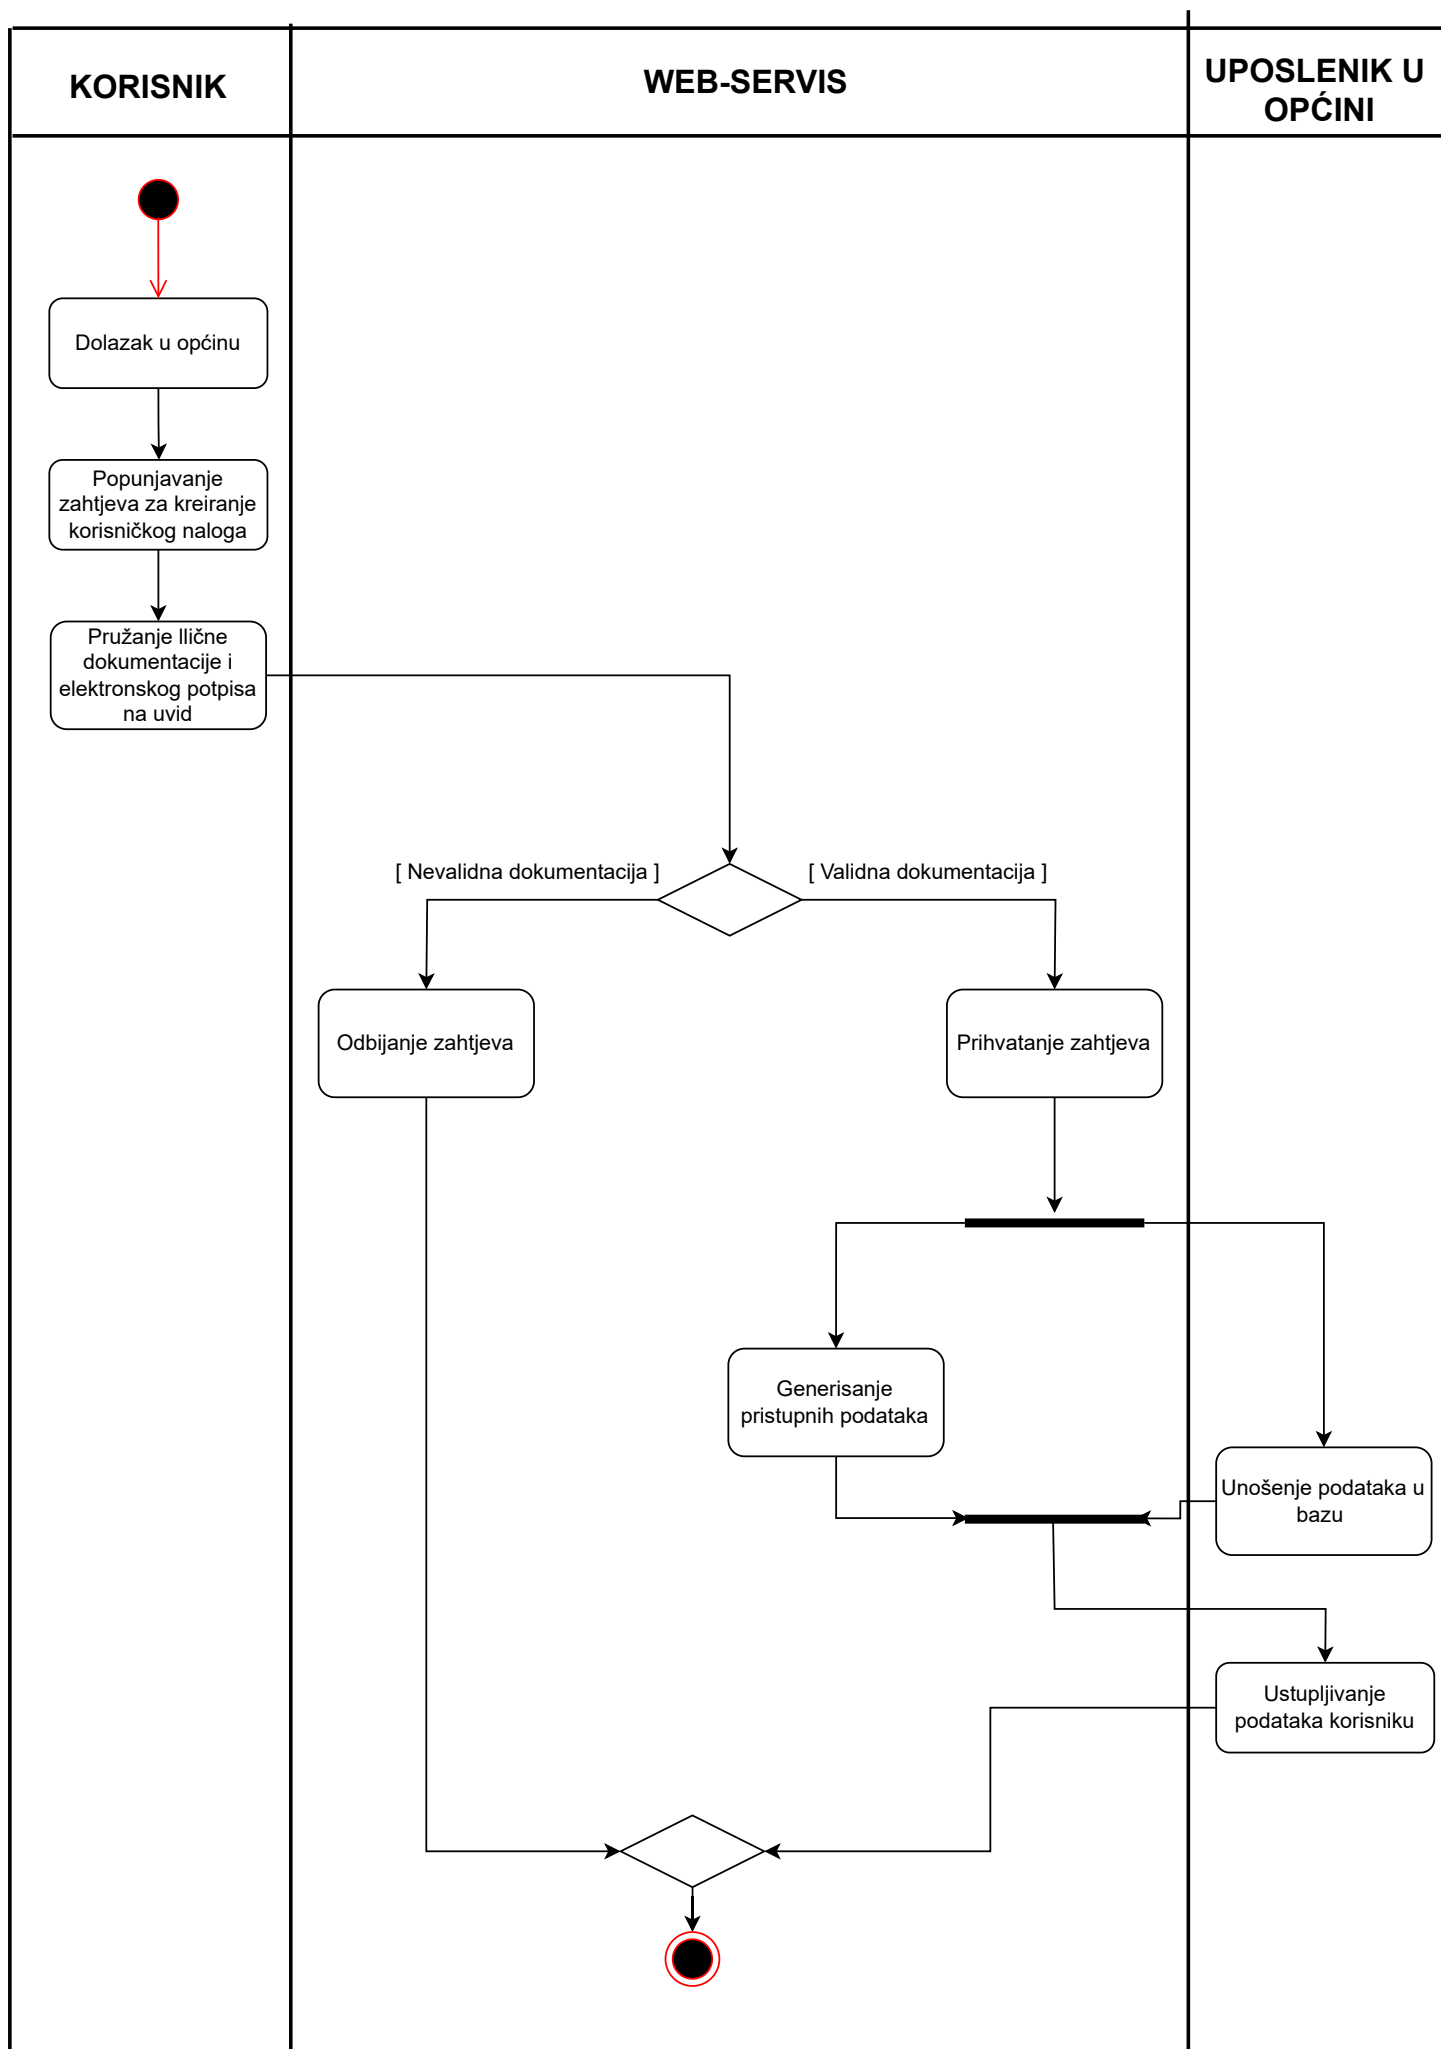 KORISNIK
WEB-SERVIS
UPOSLENIK U
OPĆINI
Dolazak u općinu
Popunjavanje
zahtjeva za kreiranje
korisničkog naloga
Pružanje llične
dokumentacije i
elektronskog potpisa
na uvid
[ Nevalidna dokumentacija ]
[ Validna dokumentacija ]
Odbijanje zahtjeva
Prihvatanje zahtjeva
Generisanje
pristupnih podataka
Unošenje podataka u
bazu
Ustupljivanje
podataka korisniku